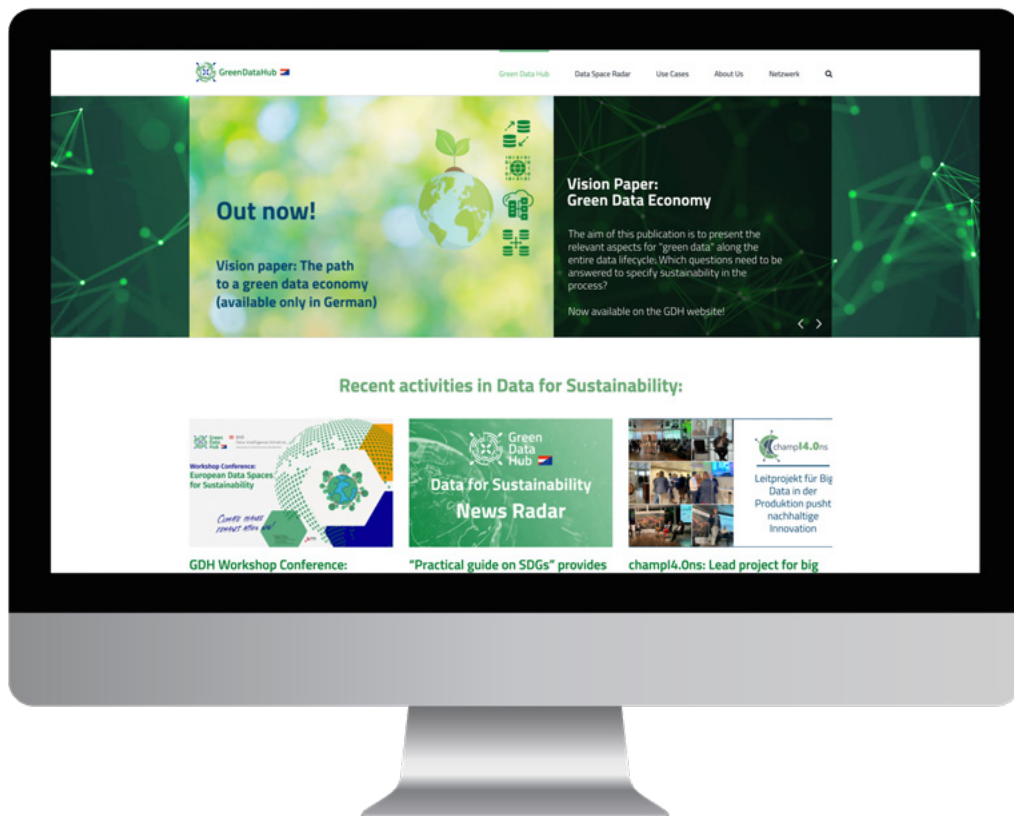 GreenDataHub
Green Data Hub
Data Space Radar
Use Cases
About Us
Netzwerk
Out now!
Vision paper: The path
to a green data economy
(available only in German)
Vision Paper:
Green Data Economy
The aim of this publication is to present the
relevant aspects for "green data" along the
entire data lifecycle: Which questions need to be
answered to specify sustainability in the
process?
Now available on the GDH website!
Recent activities in Data for Sustainability:
Green
Data
Hub
Workshop Conference:
European Data Spaces
for Sustainability
Green
Data
Hub
Data for Sustainability
News Radar
champI4.0ns
Leitprojekt für Big
Data in der
Produktion pusht
nachhaltige
Innovation
GDH Workshop Conference:
"Practical guide on SDGs" provides
champI4.0ns: Lead project for big